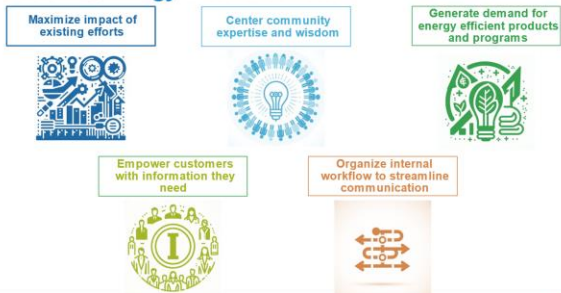 Maximize impact of
existing efforts
Center community
expertise and wisdom
Generate demand for
energy efficient products
and programs
Empower customers
with information they
need
Organize internal
workflow to streamline
communication
I